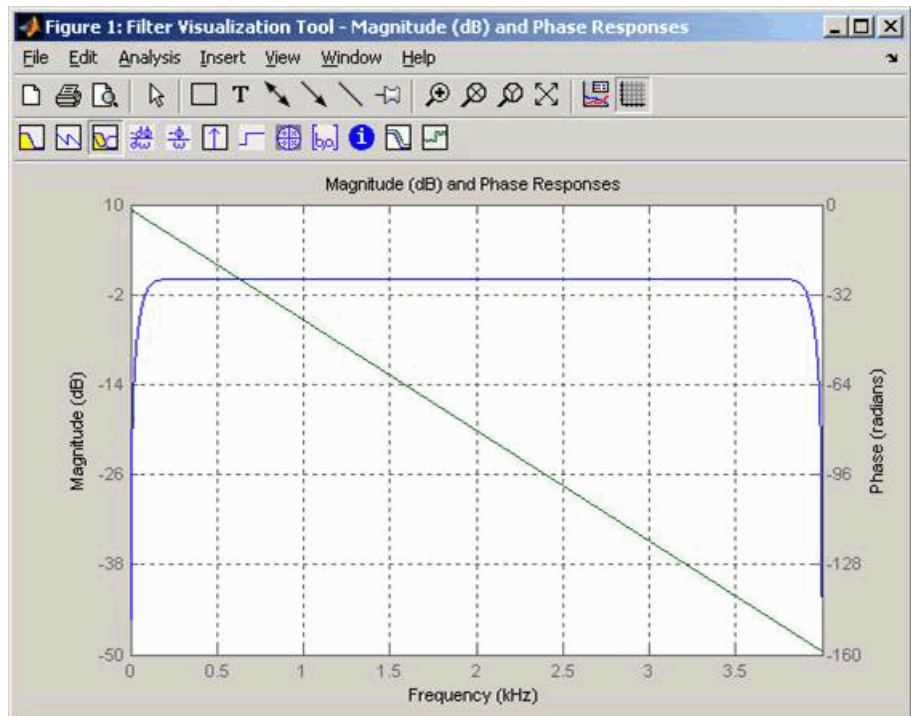 Figure 1: Filter Visualization Tool - Magnitude (dB) and Phase Responses
File Edit Analysis Insert View Window Help
T
[b,a] i
Magnitude (dB) and Phase Responses
10 0
-2 -32
-14 -64
-26 -96
-38 -128
-50 -160
Magnitude (dB)
Phase (radians)
0 0.5 1 1.5 2 2.5 3 3.5
Frequency (kHz)